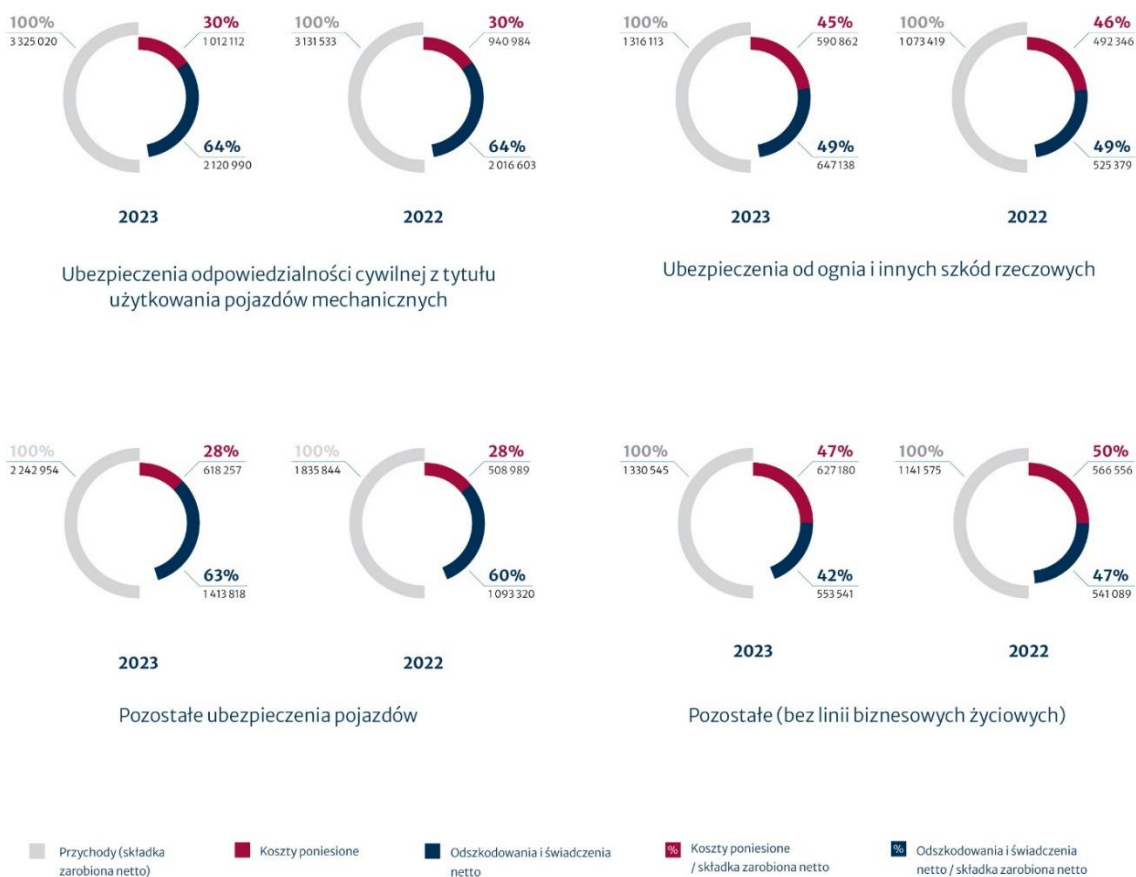 100%
3 325 020
30%
1 012 112
64%
2 120 990
2023
100%
3 131 533
30%
940 984
64%
2 016 603
2022
Ubezpieczenia odpowiedzialności cywilnej z tytułu
użytkowania pojazdów mechanicznych
100%
1 316 113
45%
590 862
49%
647 138
2023
100%
1 073 419
46%
492 346
49%
525 379
2022
Ubezpieczenia od ognia i innych szkód rzeczowych
100%
2 242 954
28%
618 257
63%
1 413 818
2023
100%
1 835 844
28%
508 989
60%
1 093 320
2022
Pozostałe ubezpieczenia pojazdów
100%
1 330 545
47%
627 180
42%
553 541
2023
100%
1 141 575
50%
566 556
47%
541 089
2022
Pozostałe (bez linii biznesowych życiowych)
Przychody (składka
zarobiona netto)
Koszty poniesione
Odszkodowania i świadczenia
netto
%
Koszty poniesione
/ składka zarobiona netto
%
Odszkodowania i świadczenia
netto / składka zarobiona netto